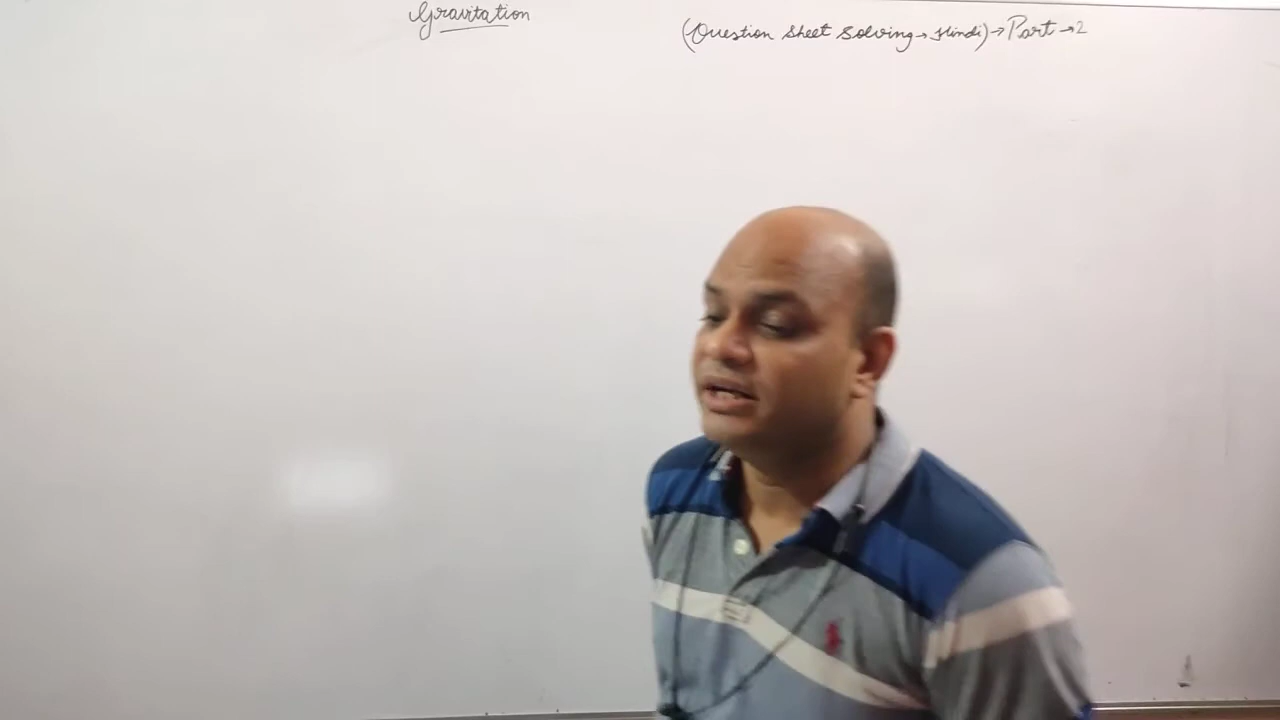 Gravitation
(Question Sheet Solving → Hindi) → Part → 2